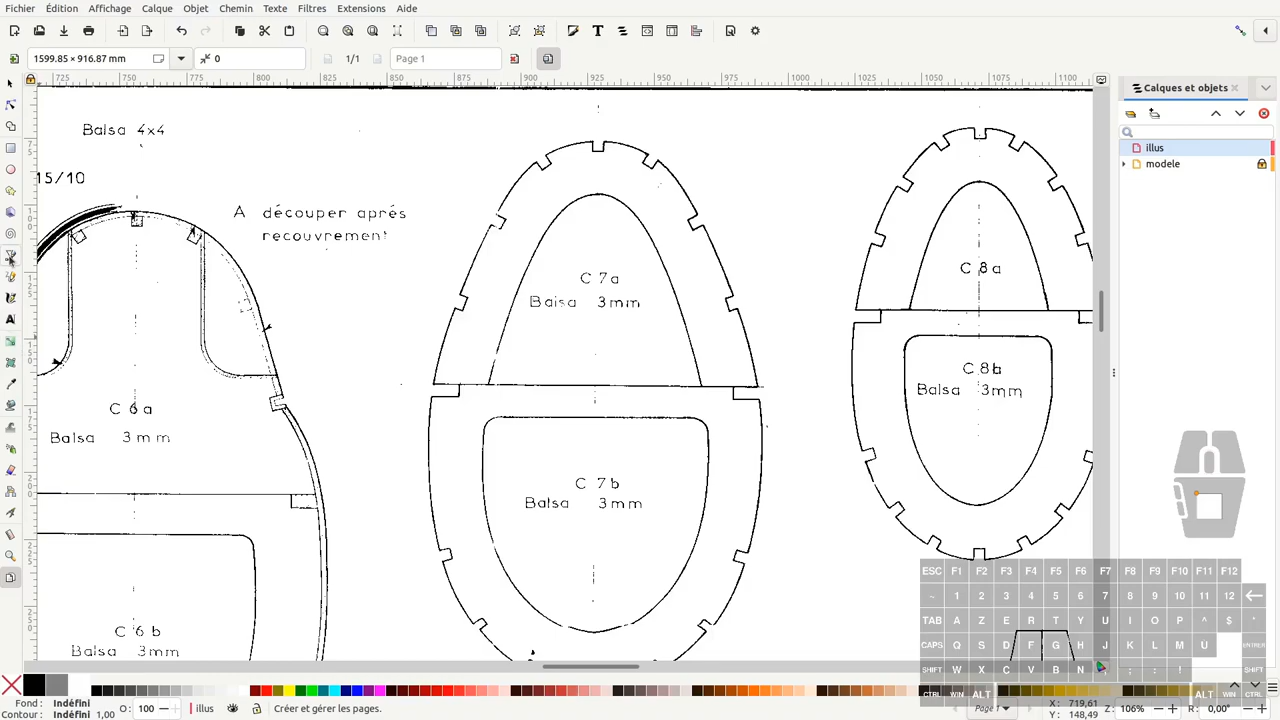 Fichier Édition Affichage Calque Objet Chemin Texte Filtres Extensions Aide
1599.85 × 916.87 mm 0 1/1 Page 1
725 750 775 800 825 850 875 900 925 950 975 1000 1025 1050 1075 1100
Calques et objets
illus
modele
Balsa 4x4
15/10
A découper aprés
recouvrement
C 6a
Balsa 3mm
C 6b
Balsa 3mm
C 7a
Balsa 3mm
C 7b
Balsa 3mm
C 8a
C 8b
Balsa 3mm
ESC F1 F2 F3 F4 F5 F6 F7 F8 F9 F10 F11 F12
~ 1 2 3 4 5 6 7 8 9 10 11 12
TAB A Z E R T Y U I O P ^ $ *
CAPS Q S D F G H J K L M Ù
SHIFT W X C V B N , ; : ! SHIFT
CTRL WIN ALT ALT WIN CTRL
Fond : Indéfini
Contour : Indéfini 1,00
O : 100 illus Créer et gérer les pages. Page 1
X : 719,61
Y : 148,49
Z : 106% R : 0,00°